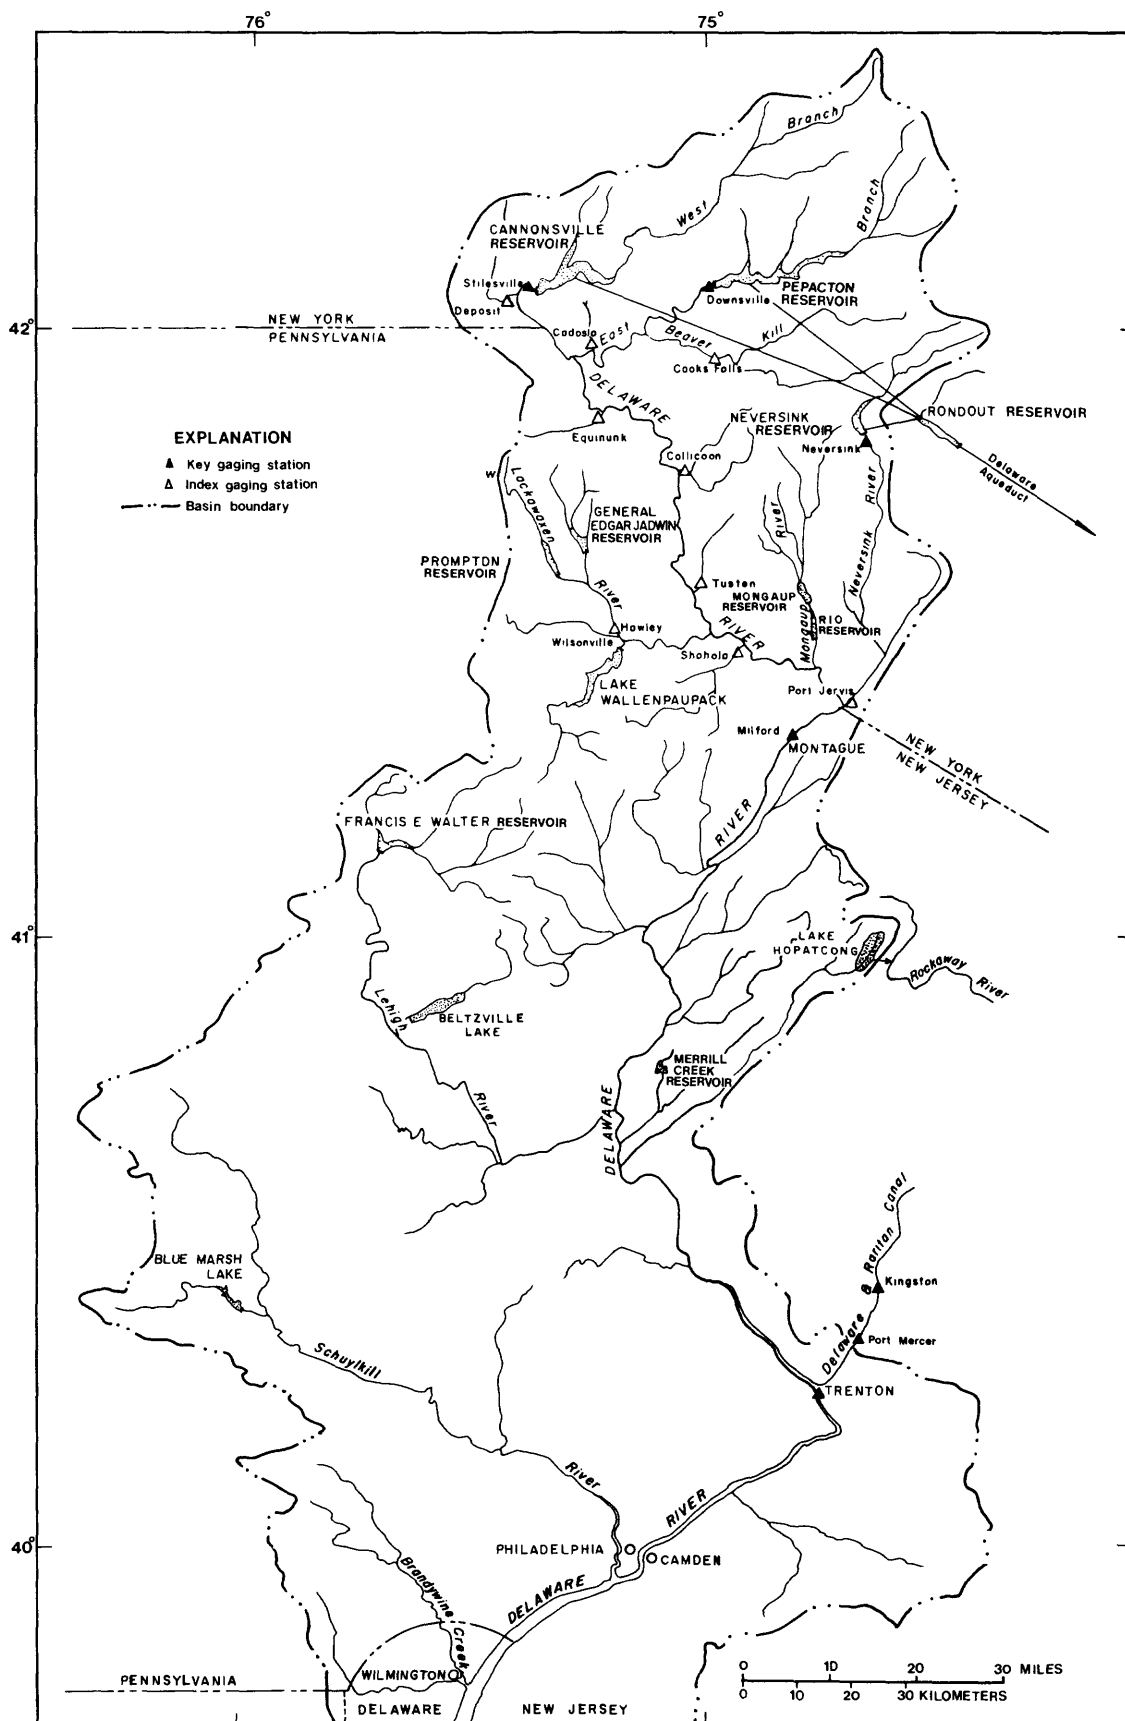 76°
75°
Branch
West
Branch
CANNONSVILLE
RESERVOIR
Stilesville
Deposit
Downsville
PEPACTON
RESERVOIR
42°
NEW YORK
PENNSYLVANIA
Cadosia
East
Beaver
Kill
Cooks Falls
DELAWARE
Equinunk
NEVERSINK
RESERVOIR
RONDOUT RESERVOIR
Neversink
Callicoon
Delaware
Aqueduct
EXPLANATION
Key gaging station
Index gaging station
Basin boundary
W
Lackawaxen
River
GENERAL
EDGAR JADWIN
RESERVOIR
River
Neversink
River
PROMPTON
RESERVOIR
Tusten
MONGAUP
RESERVOIR
Mongaup
RIO
RESERVOIR
RIVER
Hawley
Wilsonville
Shohola
LAKE
WALLENPAUPACK
Port Jervis
Milford
MONTAGUE
NEW YORK
NEW JERSEY
RIVER
FRANCIS E WALTER RESERVOIR
41°
LAKE
HOPATCONG
Rockaway
River
Lehigh
BELTZVILLE
LAKE
River
MERRILL
CREEK
RESERVOIR
DELAWARE
BLUE MARSH
LAKE
Delaware & Raritan Canal
Kingston
Port Mercer
TRENTON
Schuylkill
River
RIVER
40°
PHILADELPHIA
CAMDEN
DELAWARE
Brandywine
Creek
WILMINGTON
PENNSYLVANIA
DELAWARE
NEW JERSEY
0 10 20 30 MILES
0 10 20 30 KILOMETERS